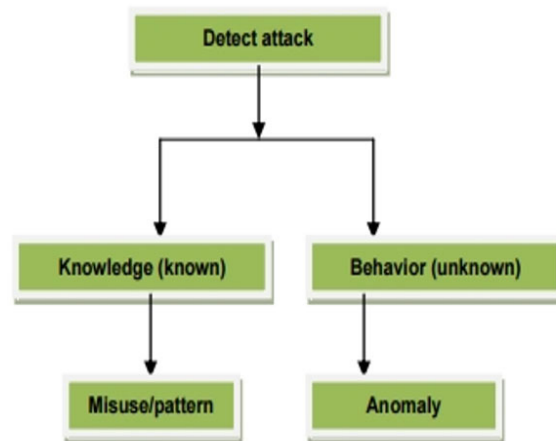 Detect attack
Knowledge (known)
Behavior (unknown)
Misuse/pattern
Anomaly